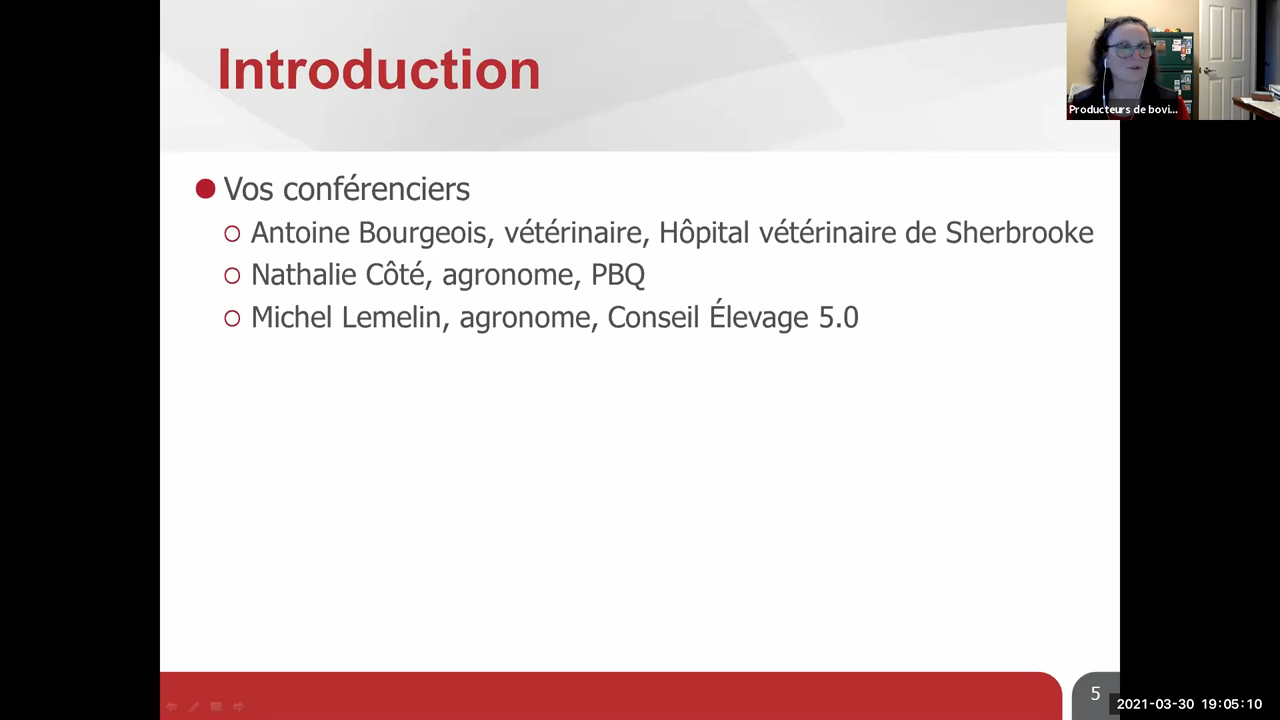 Introduction
Producteurs de bovi...
Vos conférenciers
Antoine Bourgeois, vétérinaire, Hôpital vétérinaire de Sherbrooke
Nathalie Côté, agronome, PBQ
Michel Lemelin, agronome, Conseil Élevage 5.0
5
2021-03-30 19:05:10